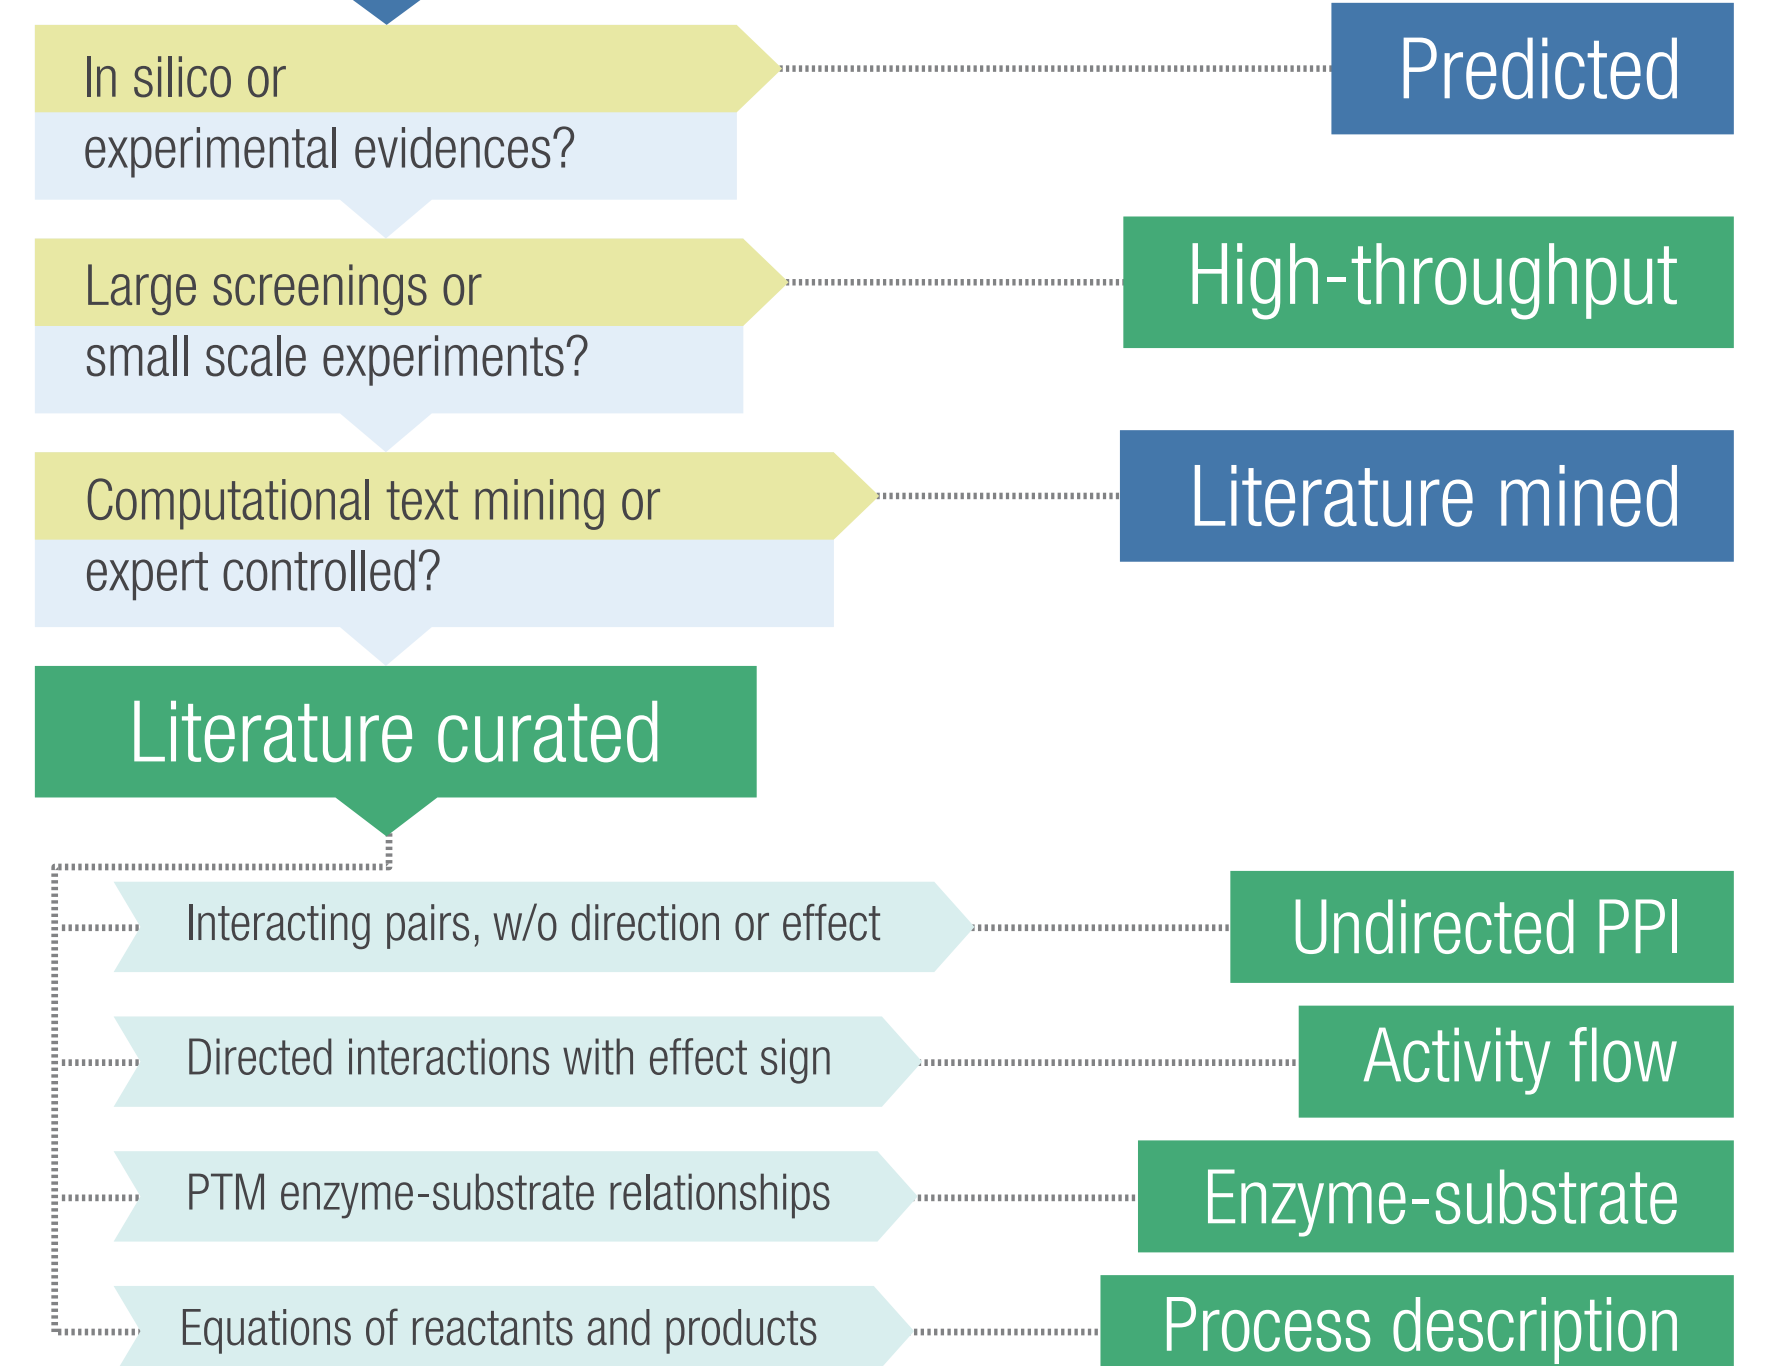 In silico or
experimental evidences?
Predicted
Large screenings or
small scale experiments?
High-throughput
Computational text mining or
expert controlled?
Literature mined
Literature curated
Interacting pairs, w/o direction or effect
Undirected PPI
Directed interactions with effect sign
Activity flow
PTM enzyme-substrate relationships
Enzyme-substrate
Equations of reactants and products
Process description